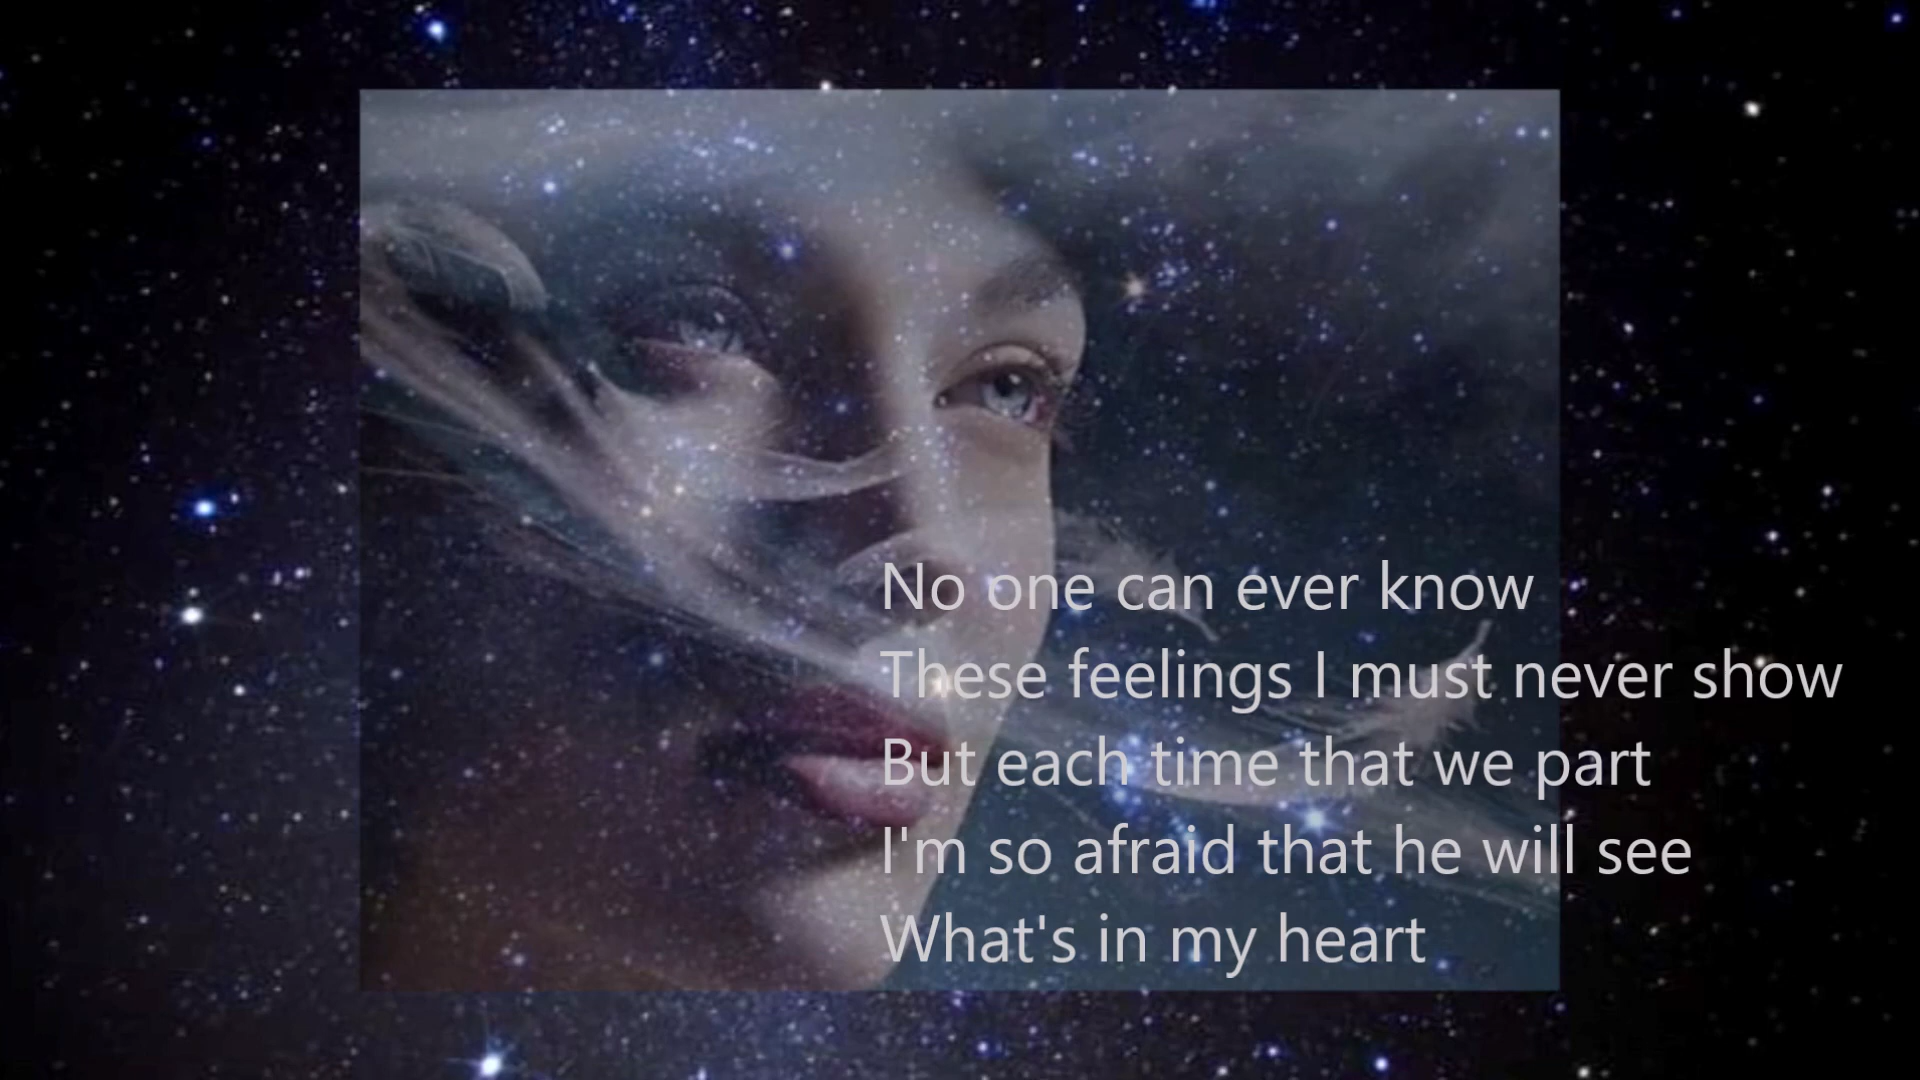 No one can ever know
These feelings I must never show
But each time that we part
I'm so afraid that he will see
What's in my heart